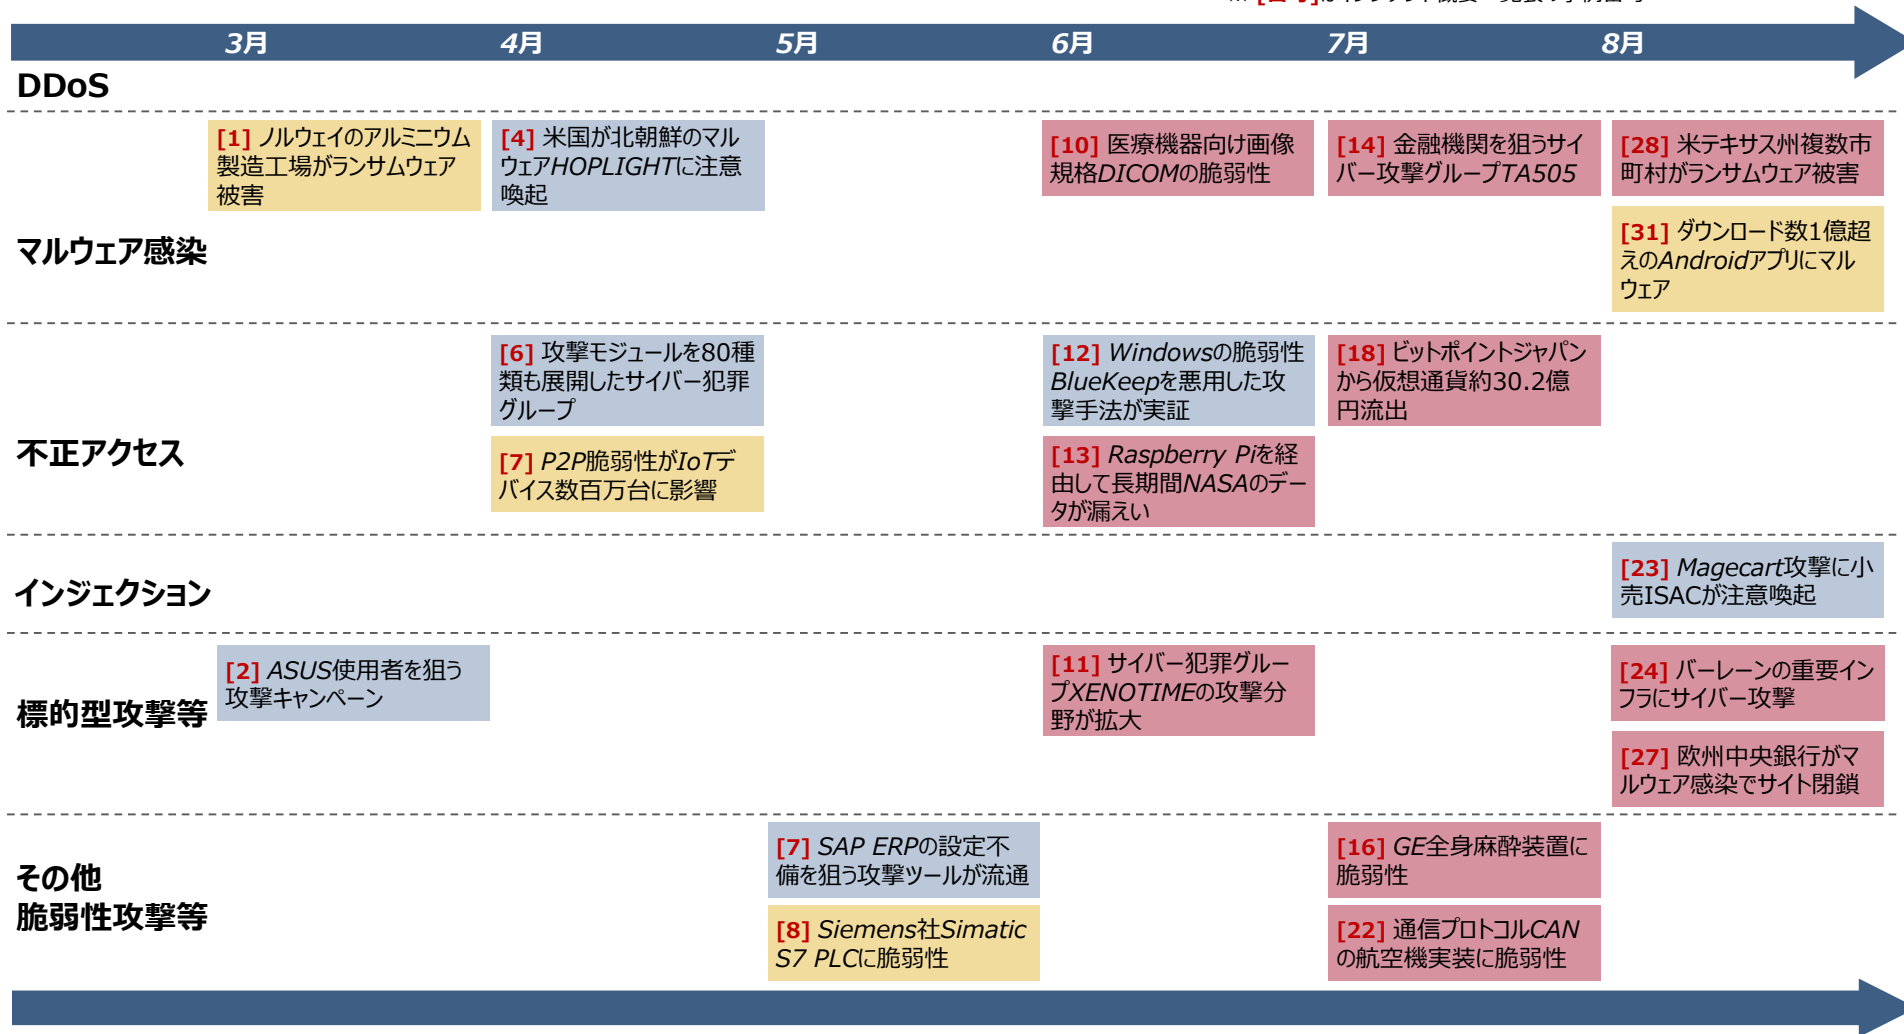 3月 4月 5月 6月 7月 8月
DDoS
マルウェア感染
[1] ノルウェイのアルミニウム
製造工場がランサムウェア
被害
[4] 米国が北朝鮮のマル
ウェアHOPLIGHTに注意
喚起
[10] 医療機器向け画像
規格DICOMの脆弱性
[14] 金融機関を狙うサイ
バー攻撃グループTA505
[28] 米テキサス州複数市
町村がランサムウェア被害
[31] ダウンロード数1億超
えのAndroidアプリにマル
ウェア
不正アクセス
[6] 攻撃モジュールを80種
類も展開したサイバー犯罪
グループ
[7] P2P脆弱性がIoTデ
バイス数百万台に影響
[12] Windowsの脆弱性
BlueKeepを悪用した攻
撃手法が実証
[13] Raspberry Piを経
由して長期間NASAのデー
タが漏えい
[18] ビットポイントジャパン
から仮想通貨約30.2億
円流出
インジェクション
[23] Magecart攻撃に小
売ISACが注意喚起
標的型攻撃等
[2] ASUS使用者を狙う
攻撃キャンペーン
[11] サイバー犯罪グルー
プXENOTIMEの攻撃分
野が拡大
[24] バーレーンの重要イン
フラにサイバー攻撃
[27] 欧州中央銀行がマ
ルウェア感染でサイト閉鎖
その他
脆弱性攻撃等
[7] SAP ERPの設定不
備を狙う攻撃ツールが流通
[8] Siemens社Simatic
S7 PLCに脆弱性
[16] GE全身麻酔装置に
脆弱性
[22] 通信プロトコルCAN
の航空機実装に脆弱性